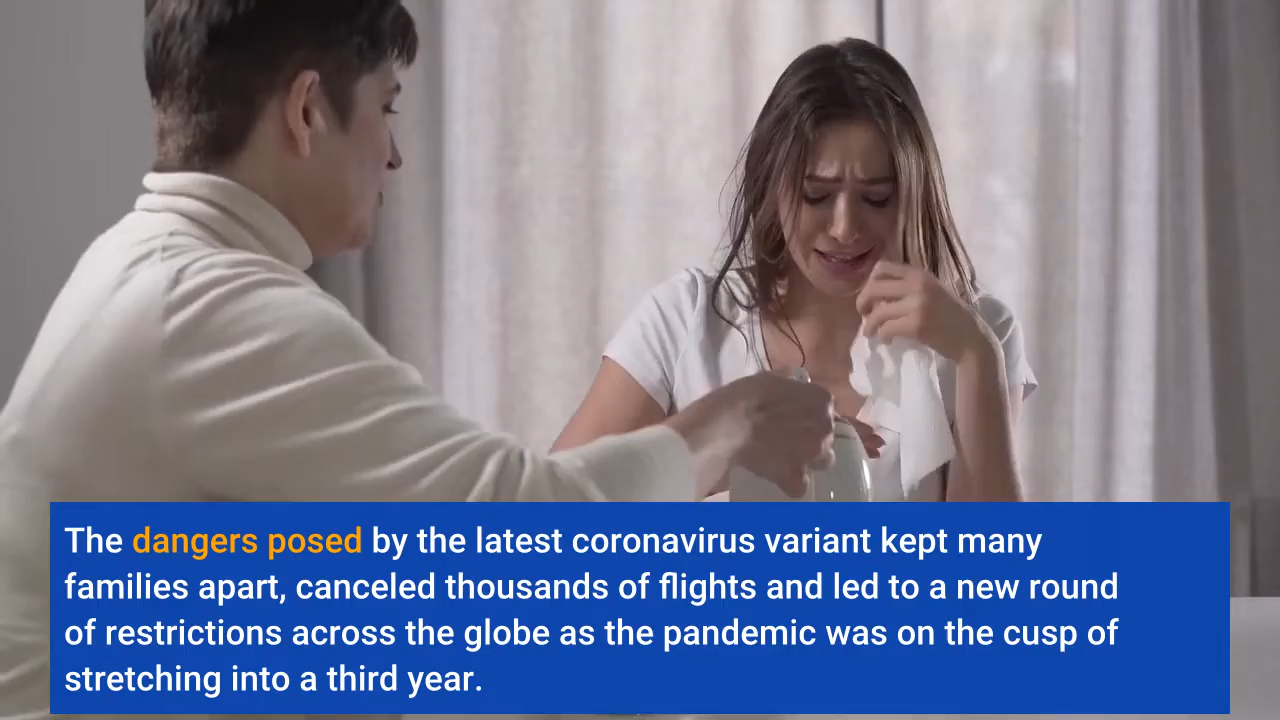 The dangers posed by the latest coronavirus variant kept many
families apart, canceled thousands of flights and led to a new round
of restrictions across the globe as the pandemic was on the cusp of
stretching into a third year.